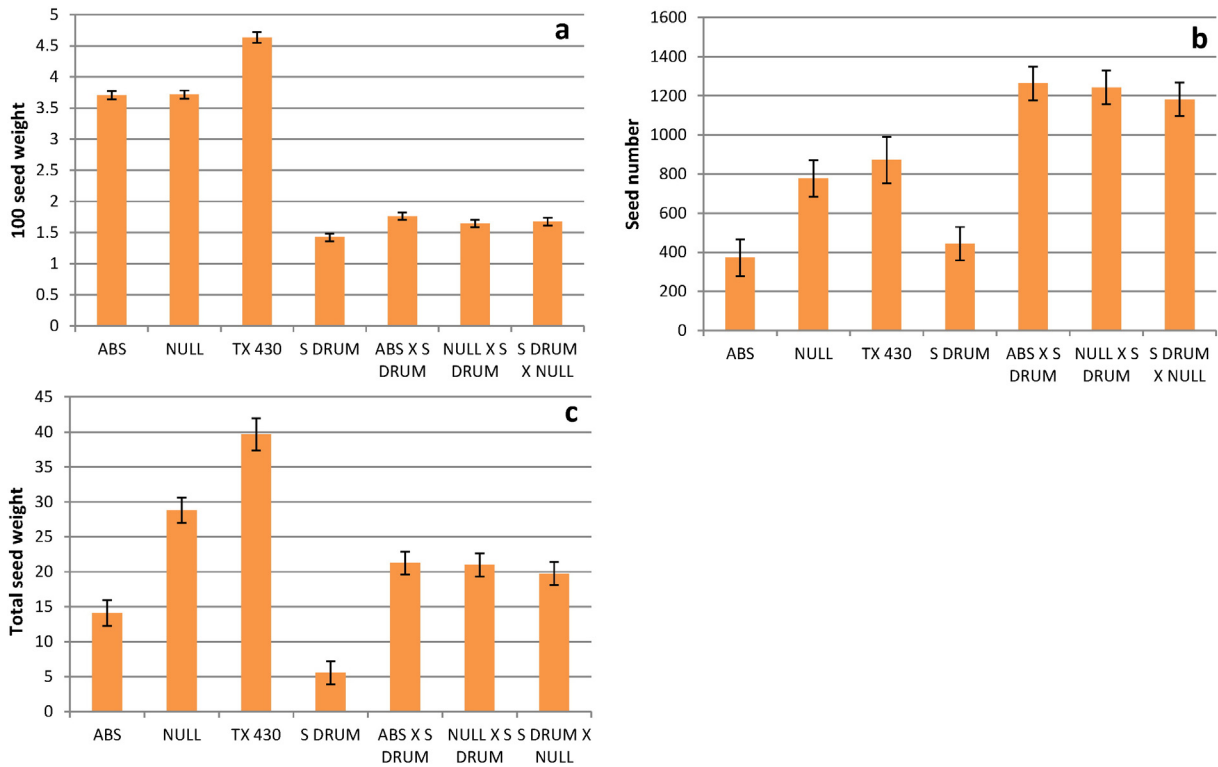 a
100 seed weight
5
4.5
4
3.5
3
2.5
2
1.5
1
0.5
0
ABS NULL TX 430 S DRUM ABS X S NULL X S S DRUM
DRUM DRUM X NULL
b
Seed number
1600
1400
1200
1000
800
600
400
200
0
ABS NULL TX 430 S DRUM ABS X S NULL X S S DRUM
DRUM DRUM X NULL
c
Total seed weight
45
40
35
30
25
20
15
10
5
0
ABS NULL TX 430 S DRUM ABS X S NULL X S S DRUM X
DRUM DRUM NULL